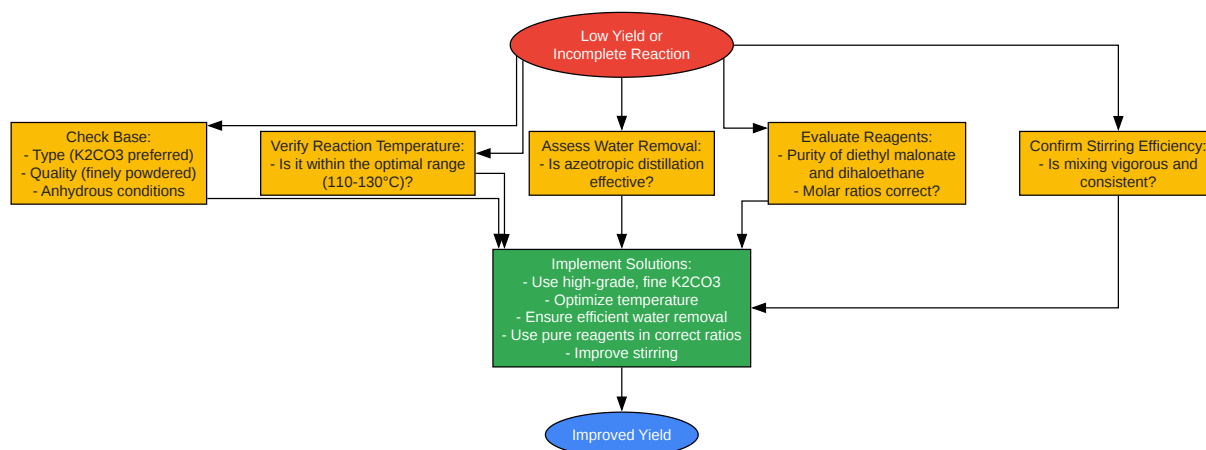 Low Yield or
Incomplete Reaction
Check Base:
- Type (K2CO3 preferred)
- Quality (finely powdered)
- Anhydrous conditions
Verify Reaction Temperature:
- Is it within the optimal range
(110-130°C)?
Assess Water Removal:
- Is azeotropic distillation
effective?
Evaluate Reagents:
- Purity of diethyl malonate
and dihaloethane
- Molar ratios correct?
Confirm Stirring Efficiency:
- Is mixing vigorous and
consistent?
Implement Solutions:
- Use high-grade, fine K2CO3
- Optimize temperature
- Ensure efficient water removal
- Use pure reagents in correct ratios
- Improve stirring
Improved Yield